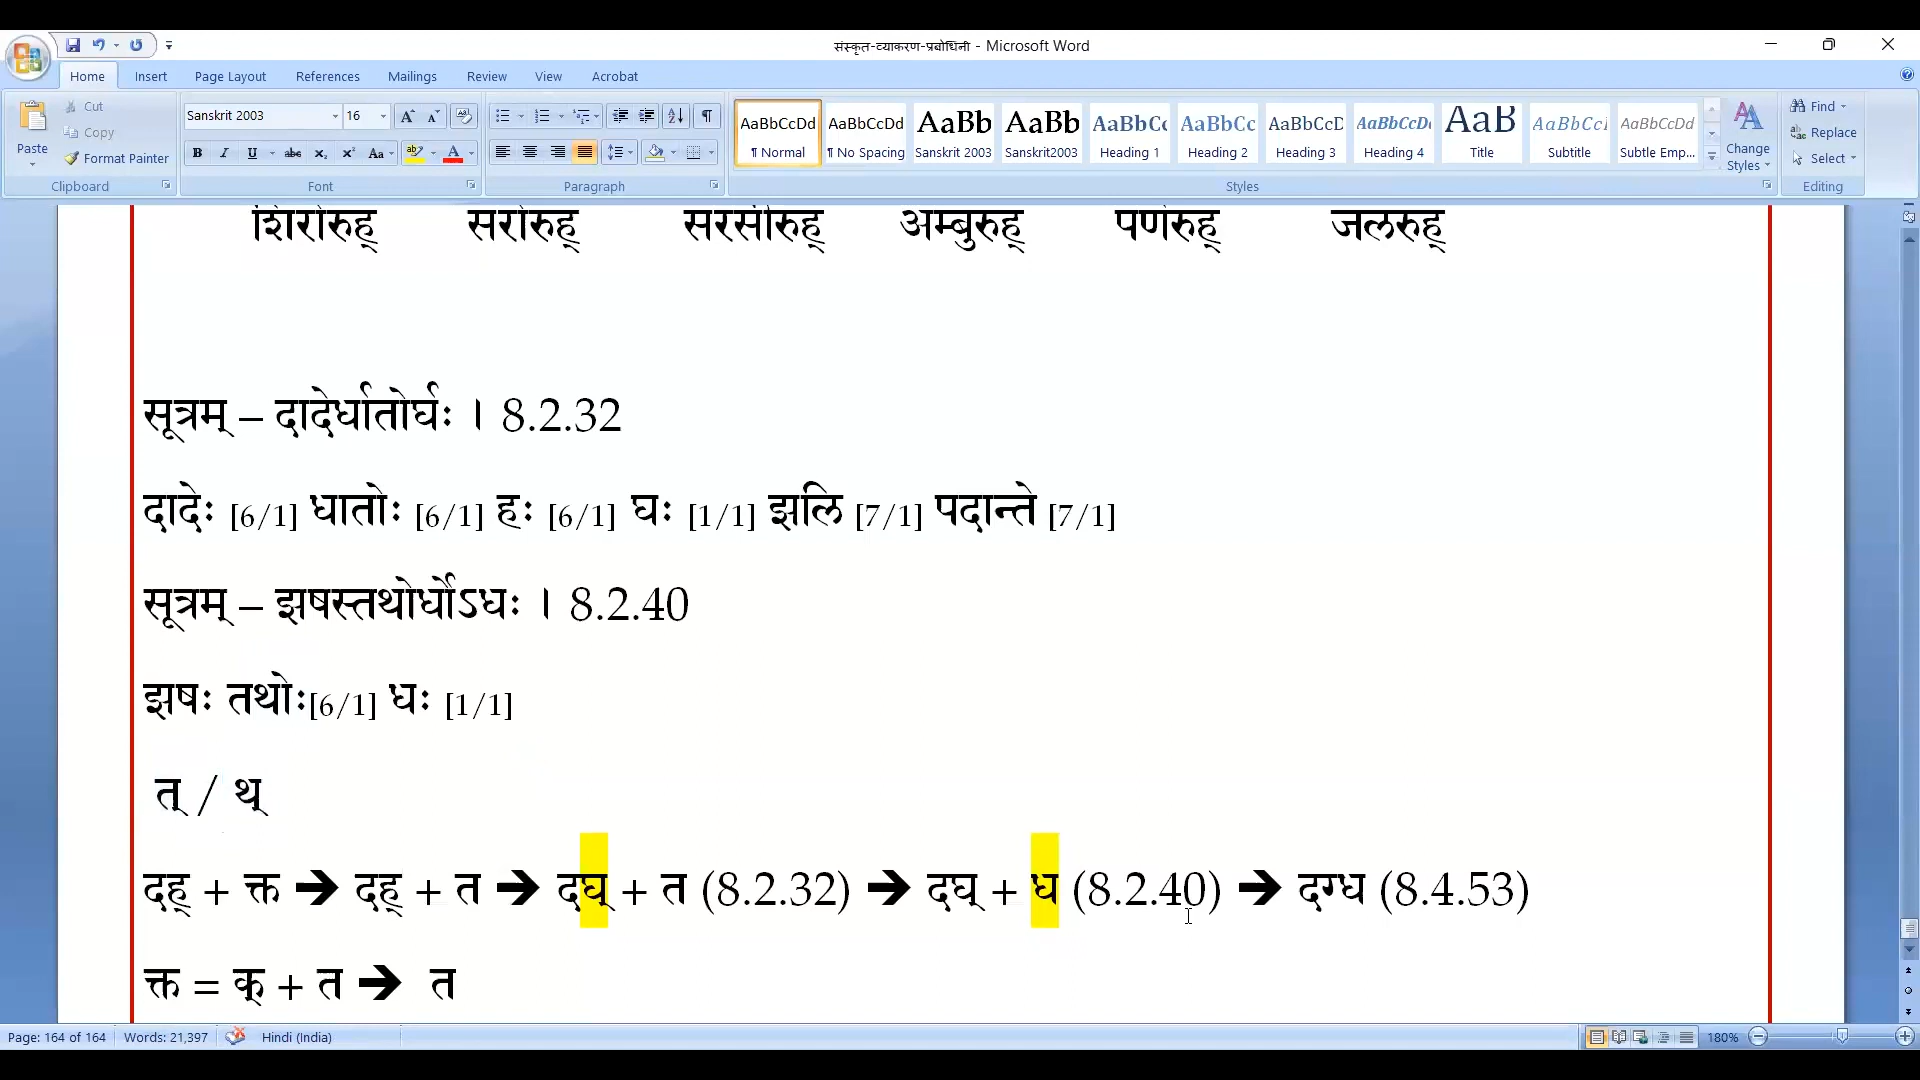 संस्कृत-व्याकरण-प्रबोधिनी - Microsoft Word
Home Insert Page Layout References Mailings Review View Acrobat
Paste Cut Copy Format Painter
Sanskrit 2003 16
AaBbCcDd AaBbCcDd AaBb AaBb AaBbCc AaBbCc AaBbCcD AaBbCcD AaB AaBbCcI AaBbCcDd
¶ Normal ¶ No Spacing Sanskrit 2003 Sanskrit2003 Heading 1 Heading 2 Heading 3 Heading 4 Title Subtitle Subtle Emp...
Change Styles
Find Replace Select
Clipboard Font Paragraph Styles Editing
शिरोरुह् सरोरुह् सरसीरुह् अम्बुरुह् पर्णरुह् जलरुह्
सूत्रम् – दादेर्धातोर्घः । 8.2.32
दादेः [6/1] धातोः [6/1] हः [6/1] घः [1/1] झलि [7/1] पदान्ते [7/1]
सूत्रम् – झषस्तथोर्धोऽधः । 8.2.40
झषः तथोः[6/1] धः [1/1]
त् / थ्
दह् + क्त ➔ दह् + त ➔ दघ् + त (8.2.32) ➔ दघ् + ध (8.2.40) ➔ दग्ध (8.4.53)
क्त = क् + त ➔ त
Page: 164 of 164 Words: 21,397 Hindi (India) 180%